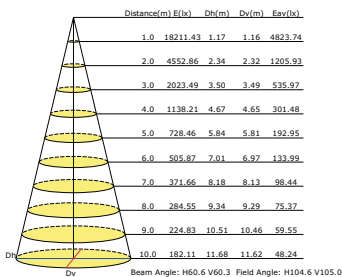 Distance(m) E(lx) Dh(m) Dv(m) Eav(lx)
1.0 18211.43 1.17 1.16 4823.74
2.0 4552.86 2.34 2.32 1205.93
3.0 2023.49 3.50 3.49 535.97
4.0 1138.21 4.67 4.65 301.48
5.0 728.46 5.84 5.81 192.95
6.0 505.87 7.01 6.97 133.99
7.0 371.66 8.18 8.13 98.44
8.0 284.55 9.34 9.29 75.37
9.0 224.83 10.51 10.46 59.55
Dh 10.0 182.11 11.68 11.62 48.24
Dv Beam Angle: H60.6 V60.3 Field Angle: H104.6 V105.0